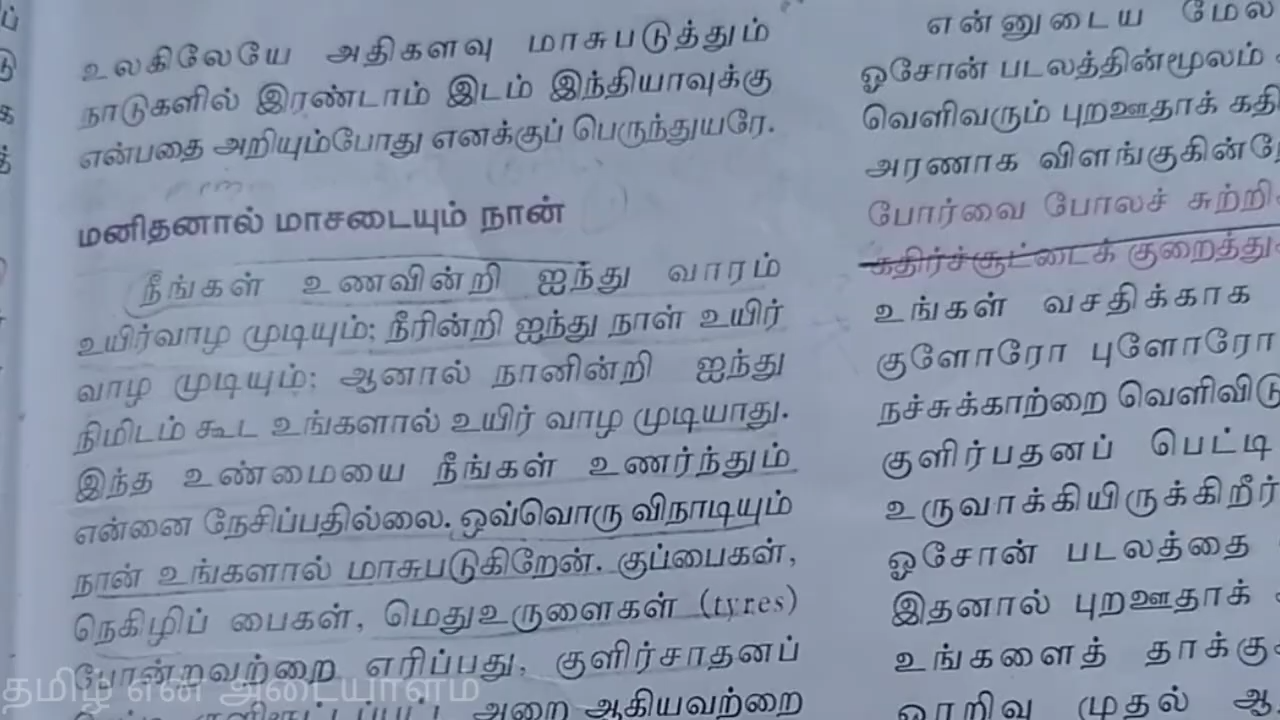 உலகிலேயே அதிகளவு மாசுபடுத்தும்
நாடுகளில் இரண்டாம் இடம் இந்தியாவுக்கு
என்பதை அறியும்போது எனக்குப் பெருந்துயரே.
மனிதனால் மாசடையும் நான்
நீங்கள் உணவின்றி ஐந்து வாரம்
உயிர்வாழ முடியும்; நீரின்றி ஐந்து நாள் உயிர்
வாழ முடியும்; ஆனால் நானின்றி ஐந்து
நிமிடம் கூட உங்களால் உயிர் வாழ முடியாது.
இந்த உண்மையை நீங்கள் உணர்ந்தும்
என்னை நேசிப்பதில்லை. ஒவ்வொரு விநாடியும்
நான் உங்களால் மாசுபடுகிறேன். குப்பைகள்,
நெகிழிப் பைகள், மெதுஉருளைகள் (tyres)
போன்றவற்றை எரிப்பது, குளிர்சாதனப்
அறை ஆகியவற்றை
என்னுடைய மேல
ஓசோன் படலத்தின்மூலம்
வெளிவரும் புறஊதாக் கதி
அரணாக விளங்குகின்றே
போர்வை போலச் சுற்றி
கதிர்ச்சூட்டைக் குறைத்து
உங்கள் வசதிக்காக
குளோரோ புளோரோ
நச்சுக்காற்றை வெளிவிடு
குளிர்பதனப் பெட்டி
உருவாக்கியிருக்கிறீர்
ஓசோன் படலத்தை
இதனால் புறஊதாக்
உங்களைத் தாக்கு
ஓரறிவு முதல் ஆ
தமிழ் என் அடையாளம்